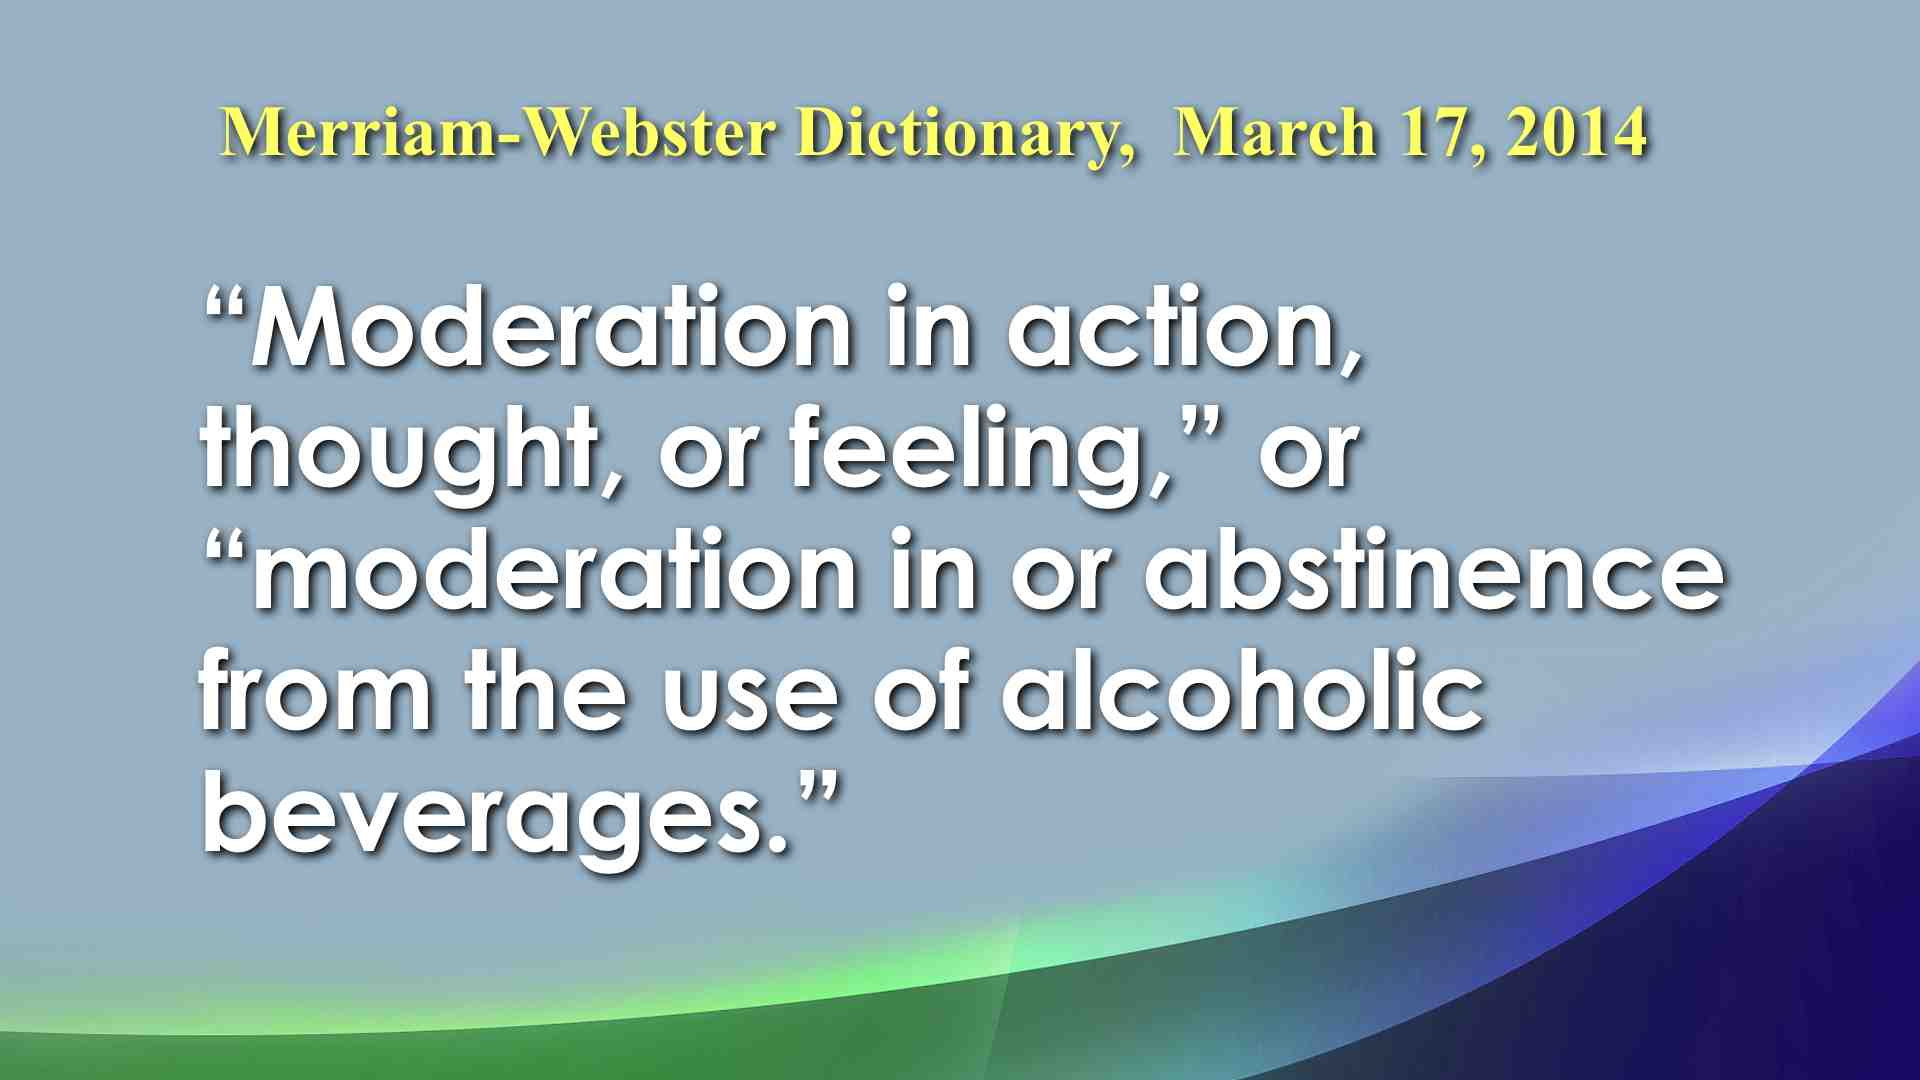 Merriam-Webster Dictionary,  March 17, 2014
“Moderation in action,
thought, or feeling,” or
“moderation in or abstinence
from the use of alcoholic
beverages.”